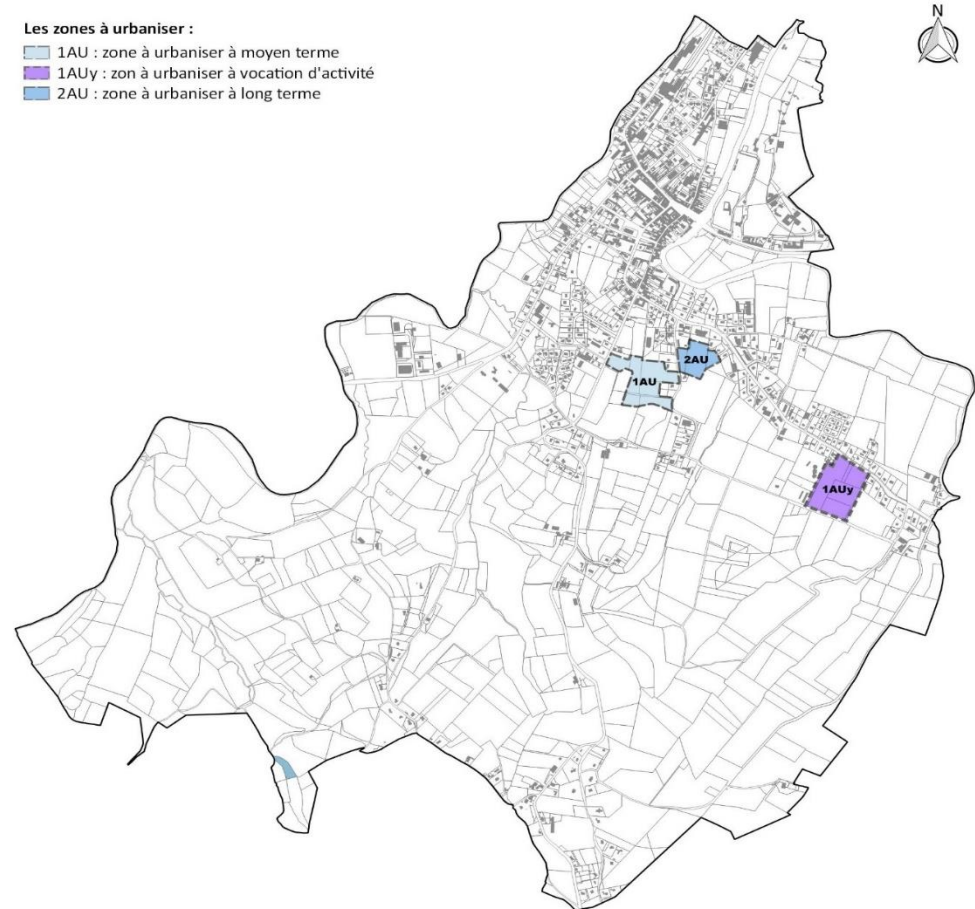 Les zones à urbaniser :
1AU : zone à urbaniser à moyen terme
1AUy : zon à urbaniser à vocation d'activité
2AU : zone à urbaniser à long terme
N
2AU
1AU
1AUy